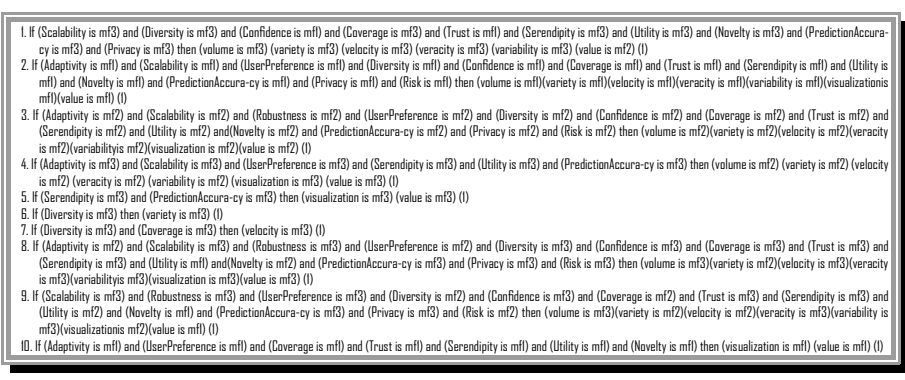 1. If (Scalability is mf3) and (Diversity is mf3) and (Confidence is mf1) and (Coverage is mf3) and (Trust is mf1) and (Serendipity is mf3) and (Utility is mf3) and (Novelty is mf3) and (PredictionAccura-
cy is mf3) and (Privacy is mf3) then (volume is mf3) (variety is mf3) (velocity is mf3) (veracity is mf3) (variability is mf3) (value is mf2) (1)
2. If (Adaptivity is mf1) and (Scalability is mf1) and (UserPreference is mf1) and (Diversity is mf1) and (Confidence is mf1) and (Coverage is mf1) and (Trust is mf1) and (Serendipity is mf1) and (Utility is
mf1) and (Novelty is mf1) and (PredictionAccura-cy is mf1) and (Privacy is mf1) and (Risk is mf1) then (volume is mf1)(variety is mf1)(velocity is mf1)(veracity is mf1)(variability is mf1)(visualizationis
mf1)(value is mf1) (1)
3. If (Adaptivity is mf2) and (Scalability is mf2) and (Robustness is mf2) and (UserPreference is mf2) and (Diversity is mf2) and (Confidence is mf2) and (Coverage is mf2) and (Trust is mf2) and
(Serendipity is mf2) and (Utility is mf2) and(Novelty is mf2) and (PredictionAccura-cy is mf2) and (Privacy is mf2) and (Risk is mf2) then (volume is mf2)(variety is mf2)(velocity is mf2)(veracity
is mf2)(variabilityis mf2)(visualization is mf2)(value is mf2) (1)
4. If (Adaptivity is mf3) and (Scalability is mf3) and (UserPreference is mf3) and (Serendipity is mf3) and (Utility is mf3) and (PredictionAccura-cy is mf3) then (volume is mf2) (variety is mf2) (velocity
is mf2) (veracity is mf2) (variability is mf2) (visualization is mf3) (value is mf3) (1)
5. If (Serendipity is mf3) and (PredictionAccura-cy is mf3) then (visualization is mf3) (value is mf3) (1)
6. If (Diversity is mf3) then (variety is mf3) (1)
7. If (Diversity is mf3) and (Coverage is mf3) then (velocity is mf3) (1)
8. If (Adaptivity is mf2) and (Scalability is mf3) and (Robustness is mf3) and (UserPreference is mf2) and (Diversity is mf3) and (Confidence is mf3) and (Coverage is mf3) and (Trust is mf3) and
(Serendipity is mf3) and (Utility is mf1) and(Novelty is mf2) and (PredictionAccura-cy is mf3) and (Privacy is mf3) and (Risk is mf3) then (volume is mf3)(variety is mf2)(velocity is mf3)(veracity
is mf3)(variabilityis mf3)(visualization is mf3)(value is mf3) (1)
9. If (Scalability is mf3) and (Robustness is mf3) and (UserPreference is mf3) and (Diversity is mf2) and (Confidence is mf3) and (Coverage is mf2) and (Trust is mf3) and (Serendipity is mf3) and
(Utility is mf2) and (Novelty is mf1) and (PredictionAccura-cy is mf3) and (Privacy is mf3) and (Risk is mf2) then (volume is mf3)(variety is mf2)(velocity is mf2)(veracity is mf3)(variability is
mf3)(visualizationis mf2)(value is mf1) (1)
10. If (Adaptivity is mf1) and (UserPreference is mf1) and (Coverage is mf1) and (Trust is mf1) and (Serendipity is mf1) and (Utility is mf1) and (Novelty is mf1) then (visualization is mf1) (value is mf1) (1)